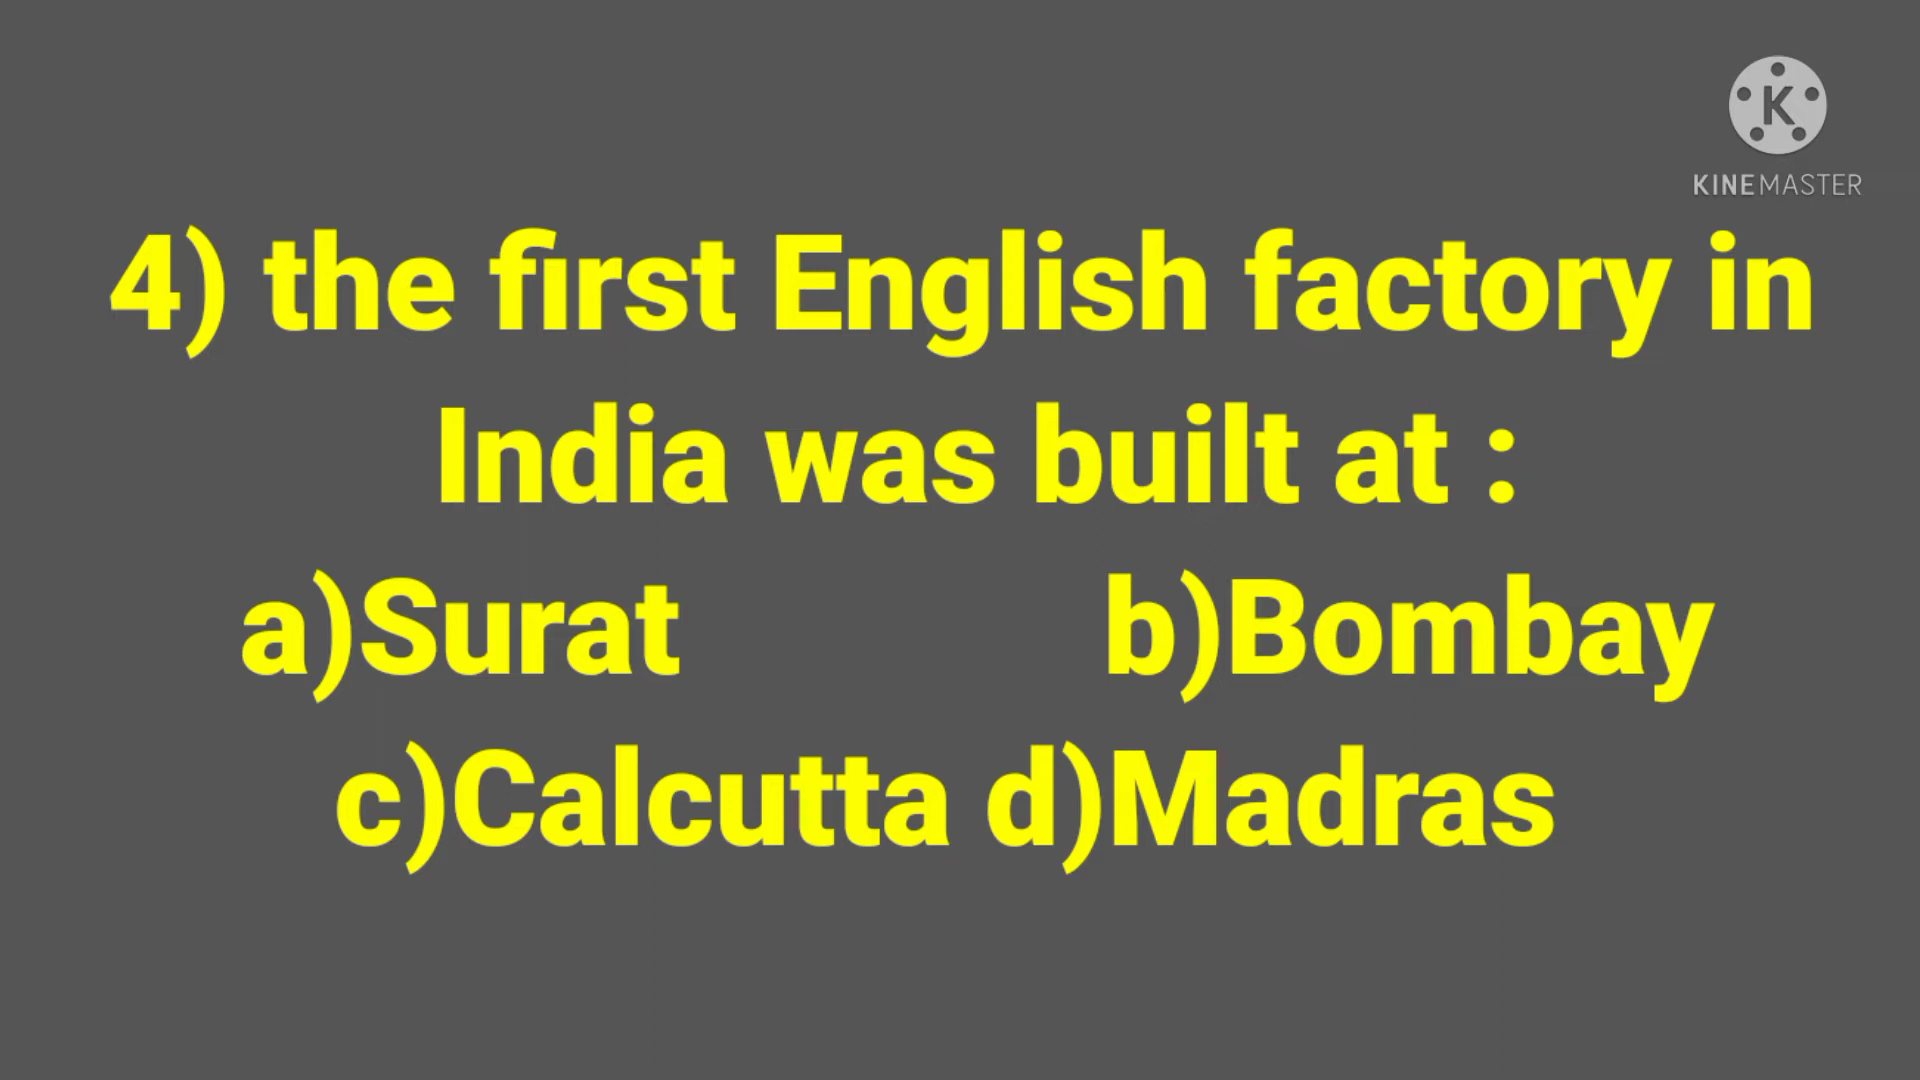 K
KINEMASTER
4) the first English factory in
India was built at :
a)Surat b)Bombay
c)Calcutta d)Madras